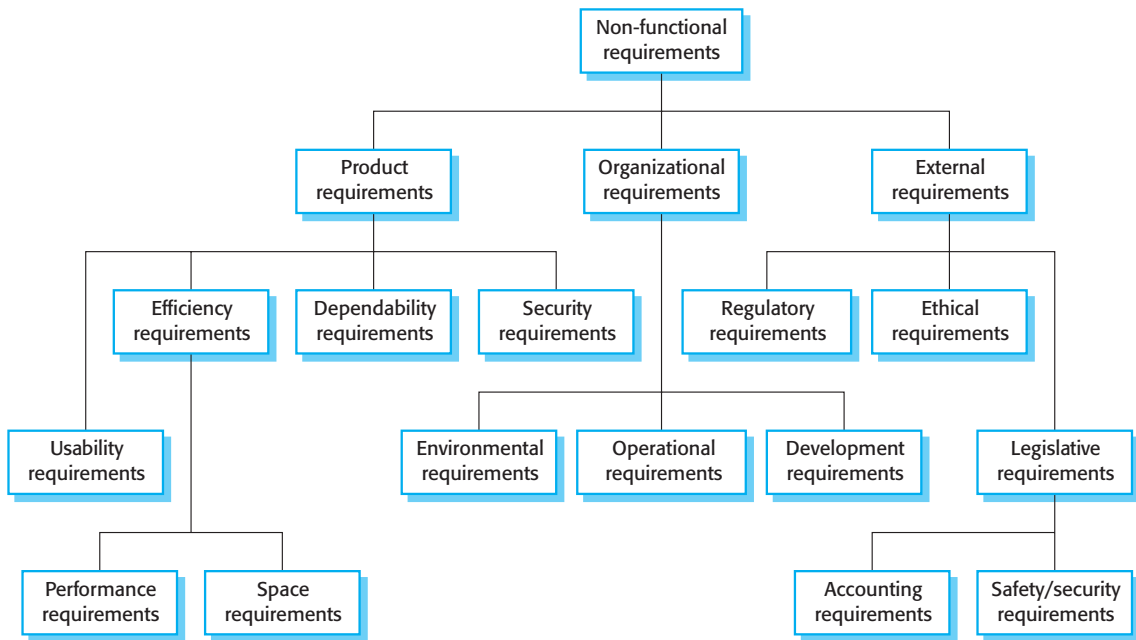 Non-functional
requirements
Product
requirements
Organizational
requirements
External
requirements
Efficiency
requirements
Dependability
requirements
Security
requirements
Regulatory
requirements
Ethical
requirements
Usability
requirements
Environmental
requirements
Operational
requirements
Development
requirements
Legislative
requirements
Performance
requirements
Space
requirements
Accounting
requirements
Safety/security
requirements